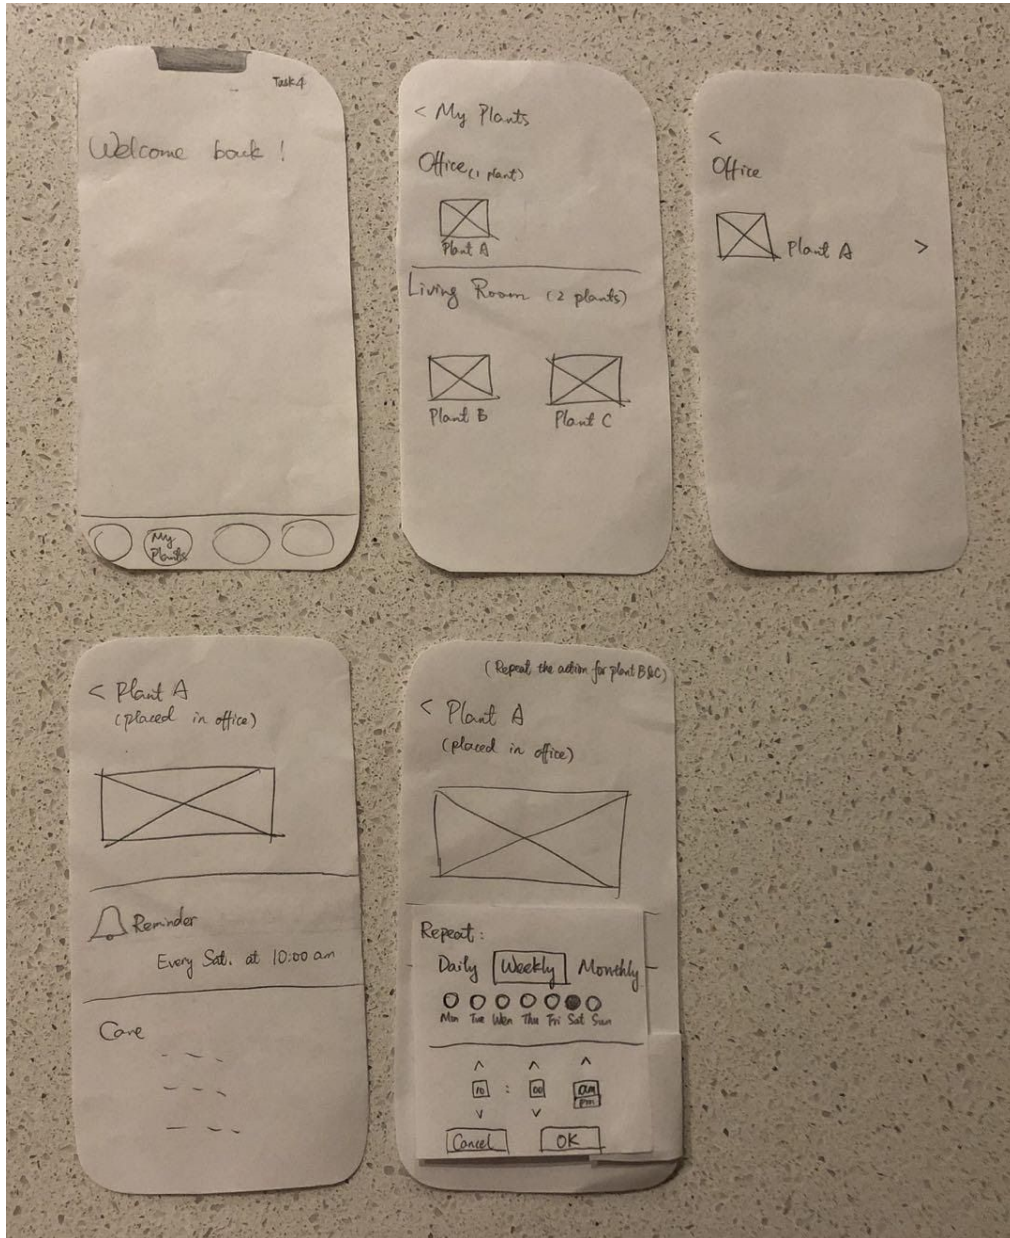 Task4
Welcome back !
My
Plants
< My Plants
Office (1 plant)
Plant A
Living Room (2 plants)
Plant B
Plant C
<
Office
Plant A >
< Plant A
(placed in office)
Reminder
Every Sat. at 10:00 am
Care
(Repeat the action for plant B&C)
< Plant A
(placed in office)
Repeat :
Daily Weekly Monthly
Mon Tue Wen Thu Fri Sat Sun
10 : 00 am
pm
Cancel OK